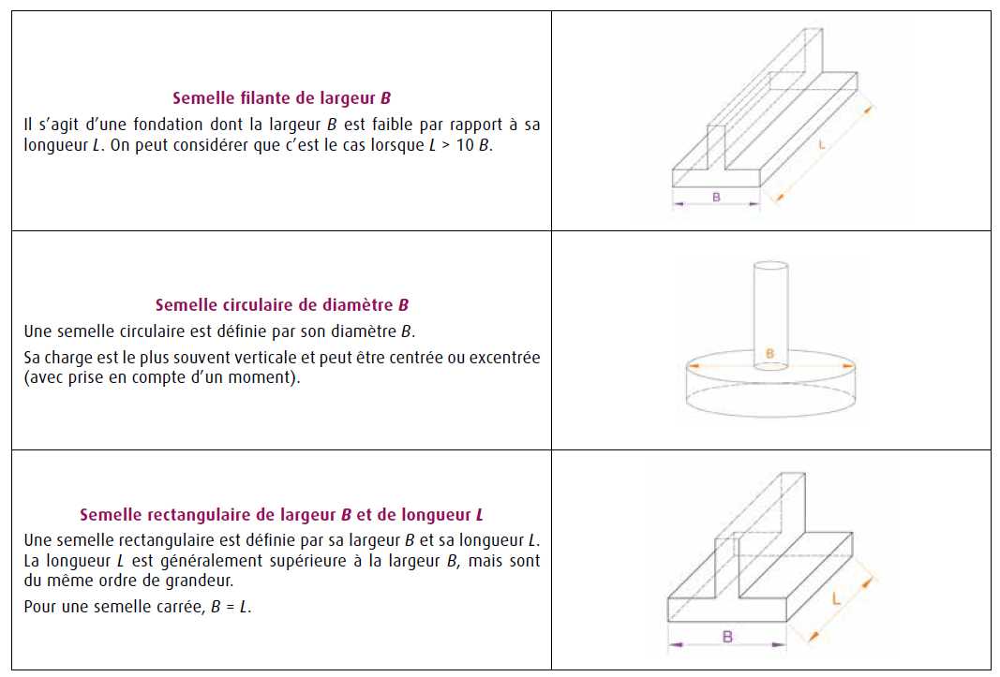 Semelle filante de largeur B
Il s’agit d’une fondation dont la largeur B est faible par rapport à sa
longueur L. On peut considérer que c’est le cas lorsque L > 10 B.
L
B
Semelle circulaire de diamètre B
Une semelle circulaire est définie par son diamètre B.
Sa charge est le plus souvent verticale et peut être centrée ou excentrée
(avec prise en compte d’un moment).
B
Semelle rectangulaire de largeur B et de longueur L
Une semelle rectangulaire est définie par sa largeur B et sa longueur L.
La longueur L est généralement supérieure à la largeur B, mais sont
du même ordre de grandeur.
Pour une semelle carrée, B = L.
L
B